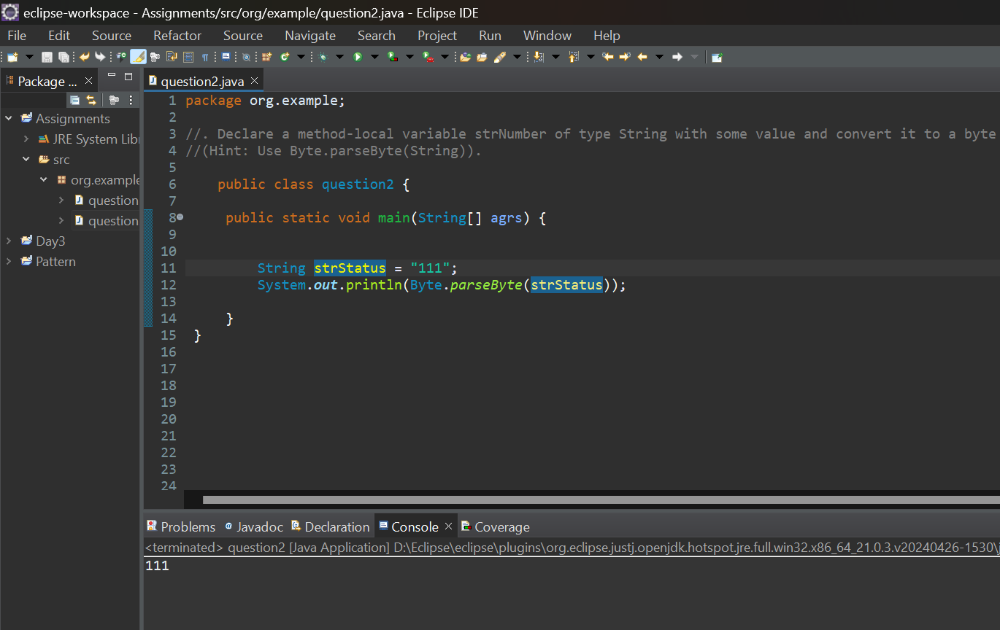 eclipse-workspace - Assignments/src/org/example/question2.java - Eclipse IDE
File Edit Source Refactor Source Navigate Search Project Run Window Help
Package ...
question2.java
Assignments
JRE System Libr
src
org.example
question
question
Day3
Pattern
1 package org.example;
2
3 //. Declare a method-local variable strNumber of type String with some value and convert it to a byte
4 //(Hint: Use Byte.parseByte(String)).
5
6 public class question2 {
7
8 public static void main(String[] agrs) {
9
10
11 String strStatus = "111";
12 System.out.println(Byte.parseByte(strStatus));
13
14 }
15 }
16
17
18
19
20
21
22
23
24
Problems Javadoc Declaration Console Coverage
<terminated> question2 [Java Application] D:\Eclipse\eclipse\plugins\org.eclipse.justj.openjdk.hotspot.jre.full.win32.x86_64_21.0.3.v20240426-1530\j
111